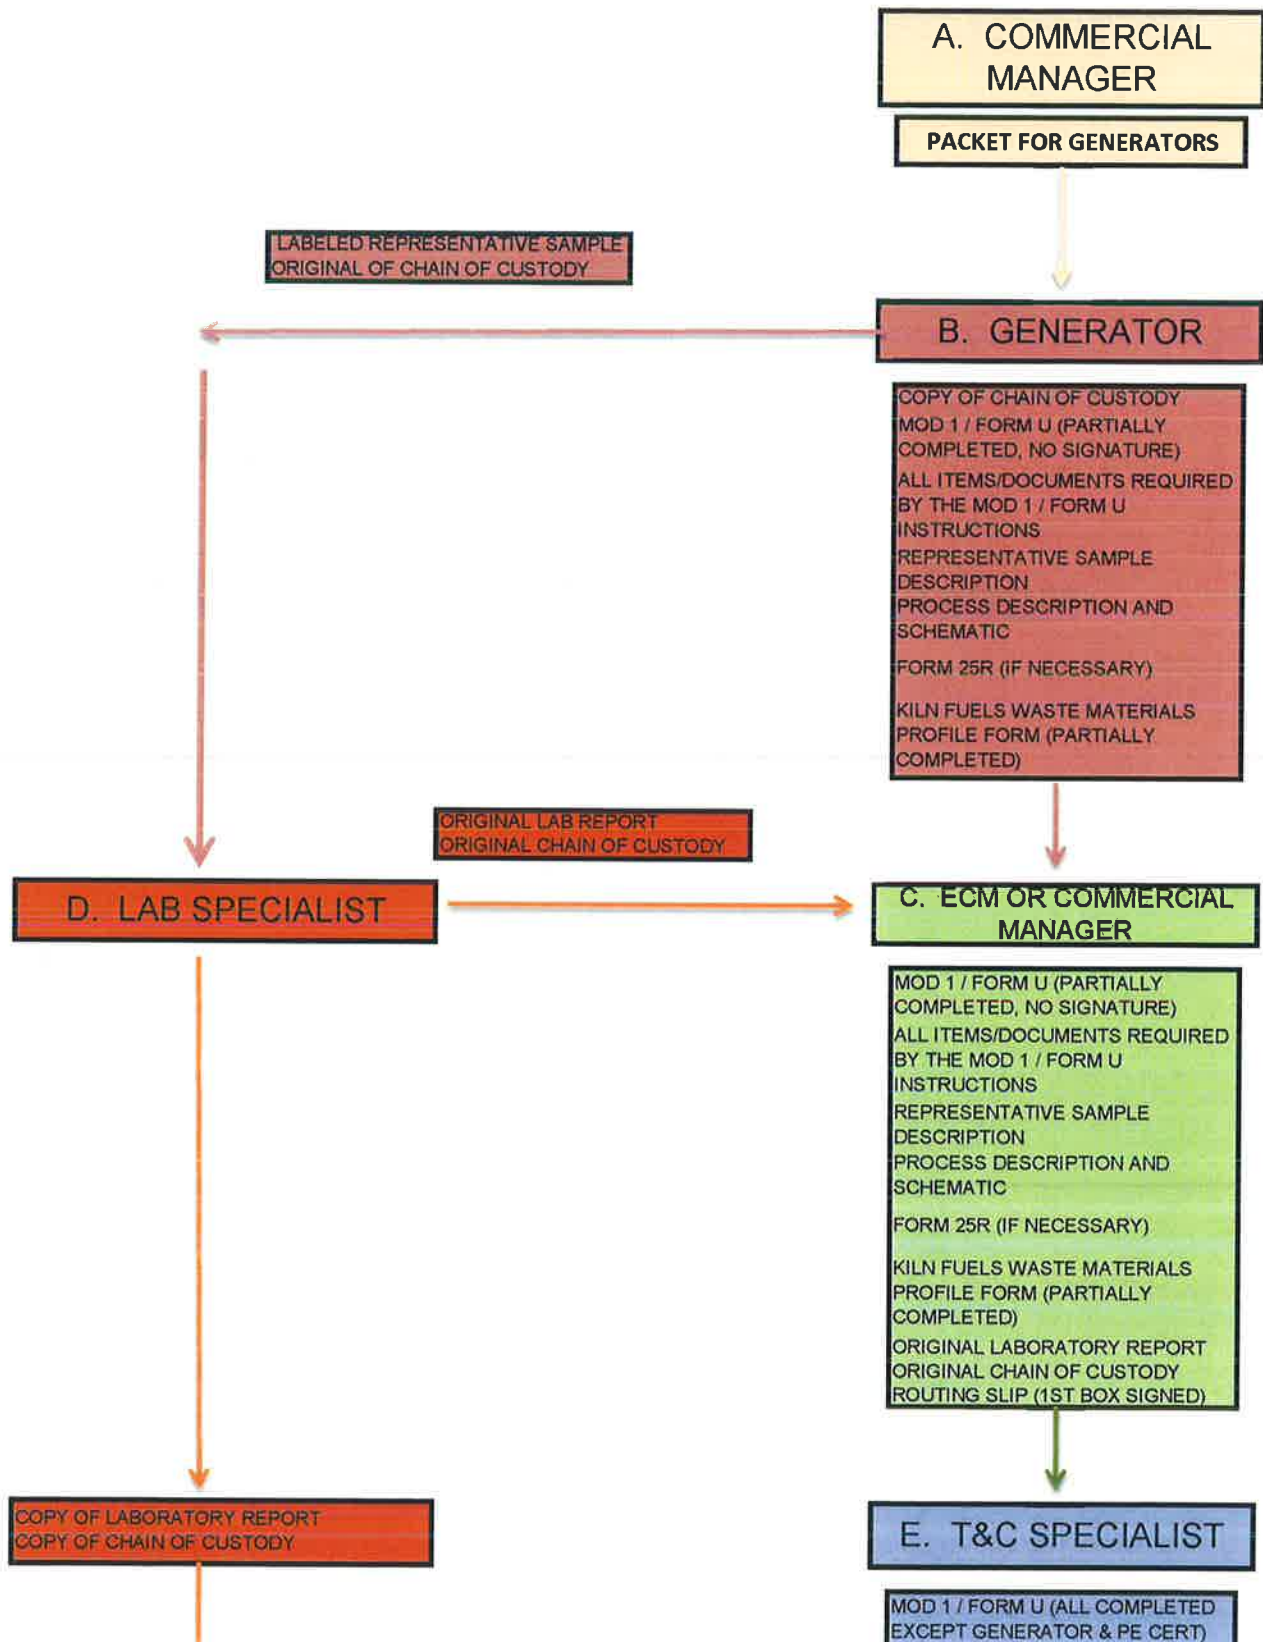 A. COMMERCIAL
MANAGER
PACKET FOR GENERATORS
LABELED REPRESENTATIVE SAMPLE
ORIGINAL OF CHAIN OF CUSTODY
B. GENERATOR
COPY OF CHAIN OF CUSTODY
MOD 1 / FORM U (PARTIALLY
COMPLETED, NO SIGNATURE)
ALL ITEMS/DOCUMENTS REQUIRED
BY THE MOD 1 / FORM U
INSTRUCTIONS
REPRESENTATIVE SAMPLE
DESCRIPTION
PROCESS DESCRIPTION AND
SCHEMATIC
FORM 25R (IF NECESSARY)
KILN FUELS WASTE MATERIALS
PROFILE FORM (PARTIALLY
COMPLETED)
ORIGINAL LAB REPORT
ORIGINAL CHAIN OF CUSTODY
D. LAB SPECIALIST
C. ECM OR COMMERCIAL
MANAGER
MOD 1 / FORM U (PARTIALLY
COMPLETED, NO SIGNATURE)
ALL ITEMS/DOCUMENTS REQUIRED
BY THE MOD 1 / FORM U
INSTRUCTIONS
REPRESENTATIVE SAMPLE
DESCRIPTION
PROCESS DESCRIPTION AND
SCHEMATIC
FORM 25R (IF NECESSARY)
KILN FUELS WASTE MATERIALS
PROFILE FORM (PARTIALLY
COMPLETED)
ORIGINAL LABORATORY REPORT
ORIGINAL CHAIN OF CUSTODY
ROUTING SLIP (1ST BOX SIGNED)
COPY OF LABORATORY REPORT
COPY OF CHAIN OF CUSTODY
E. T&C SPECIALIST
MOD 1 / FORM U (ALL COMPLETED
EXCEPT GENERATOR & PE CERT)